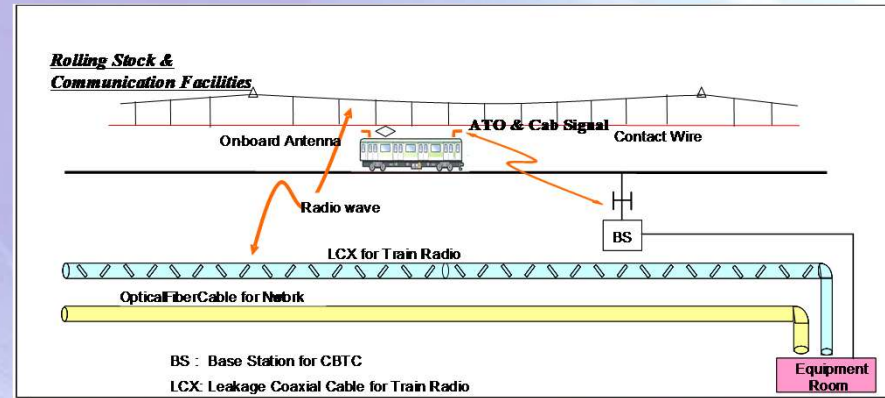 Rolling Stock &
Communication Facilities
ATO & Cab Signal
Onboard Antenna
Contact Wire
Radio wave
BS
LCX for Train Radio
OpticalFiberCable for Network
BS : Base Station for CBTC
LCX: Leakage Coaxial Cable for Train Radio
Equipment
Room